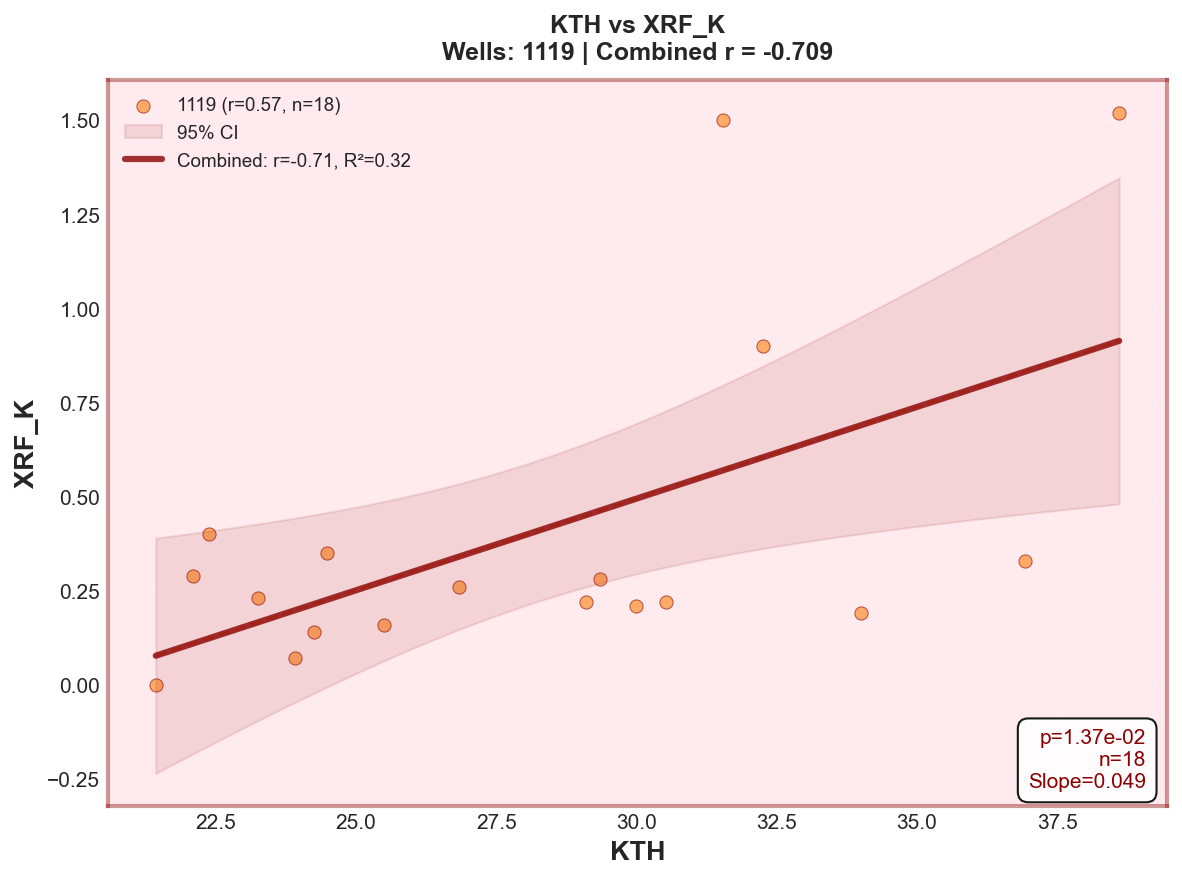 KTH vs XRF_K
Wells: 1119 | Combined r = -0.709
1119 (r=0.57, n=18)
95% CI
Combined: r=-0.71, R²=0.32
1.50
1.25
1.00
0.75
0.50
0.25
0.00
−0.25
XRF_K
p=1.37e-02
n=18
Slope=0.049
22.5 25.0 27.5 30.0 32.5 35.0 37.5
KTH